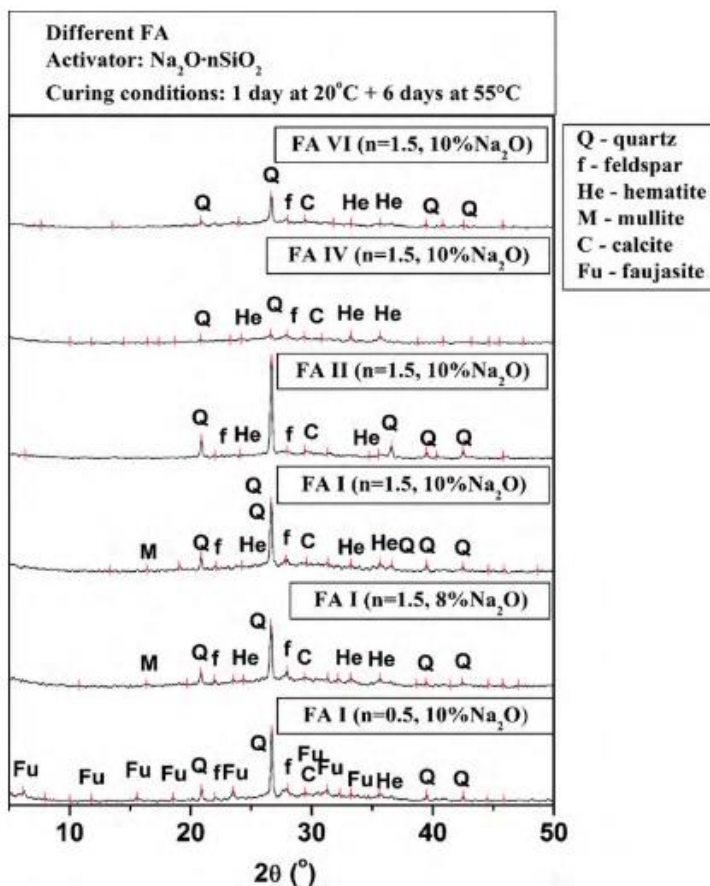 Different FA
Activator: Na₂O·nSiO₂
Curing conditions: 1 day at 20°C + 6 days at 55°C
Q - quartz
f - feldspar
He - hematite
M - mullite
C - calcite
Fu - faujasite
FA VI (n=1.5, 10%Na₂O)
Q
Q f C He He Q Q
FA IV (n=1.5, 10%Na₂O)
Q He Q f C He He
FA II (n=1.5, 10%Na₂O)
Q f He f C He Q Q Q
FA I (n=1.5, 10%Na₂O)
Q
Q
M Q f He f C He He Q Q Q
FA I (n=1.5, 8%Na₂O)
Q
M Q f He f C He He Q Q
FA I (n=0.5, 10%Na₂O)
Q Fu
Fu Fu Fu Fu Q f Fu f C Fu Fu He Q Q
10 20 30 40 50
2θ (°)